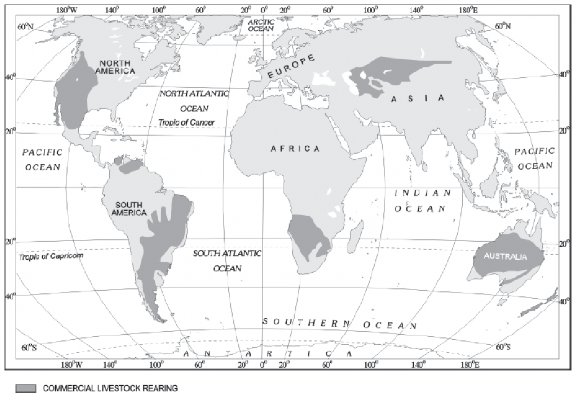 180°W 140° 100° 60° 20° 0° 20° 60° 100° 140° 180°W
ARCTIC
OCEAN
60°N 60°N
NORTH
AMERICA
EUROPE
40° 40°
NORTH ATLANTIC
OCEAN
ASIA
Tropic of Cancer
20° 20°
AFRICA
PACIFIC
OCEAN
PACIFIC
OCEAN
INDIAN
OCEAN
SOUTH
AMERICA
20° 20°
Tropic of Capricorn
SOUTH ATLANTIC
OCEAN
AUSTRALIA
40° 40°
SOUTHERN OCEAN
60°S 60°S
ANTARTICA
180°W 140° 100° 60° 20° 0° 20° 60° 100° 140° 180°W
COMMERCIAL LIVESTOCK REARING